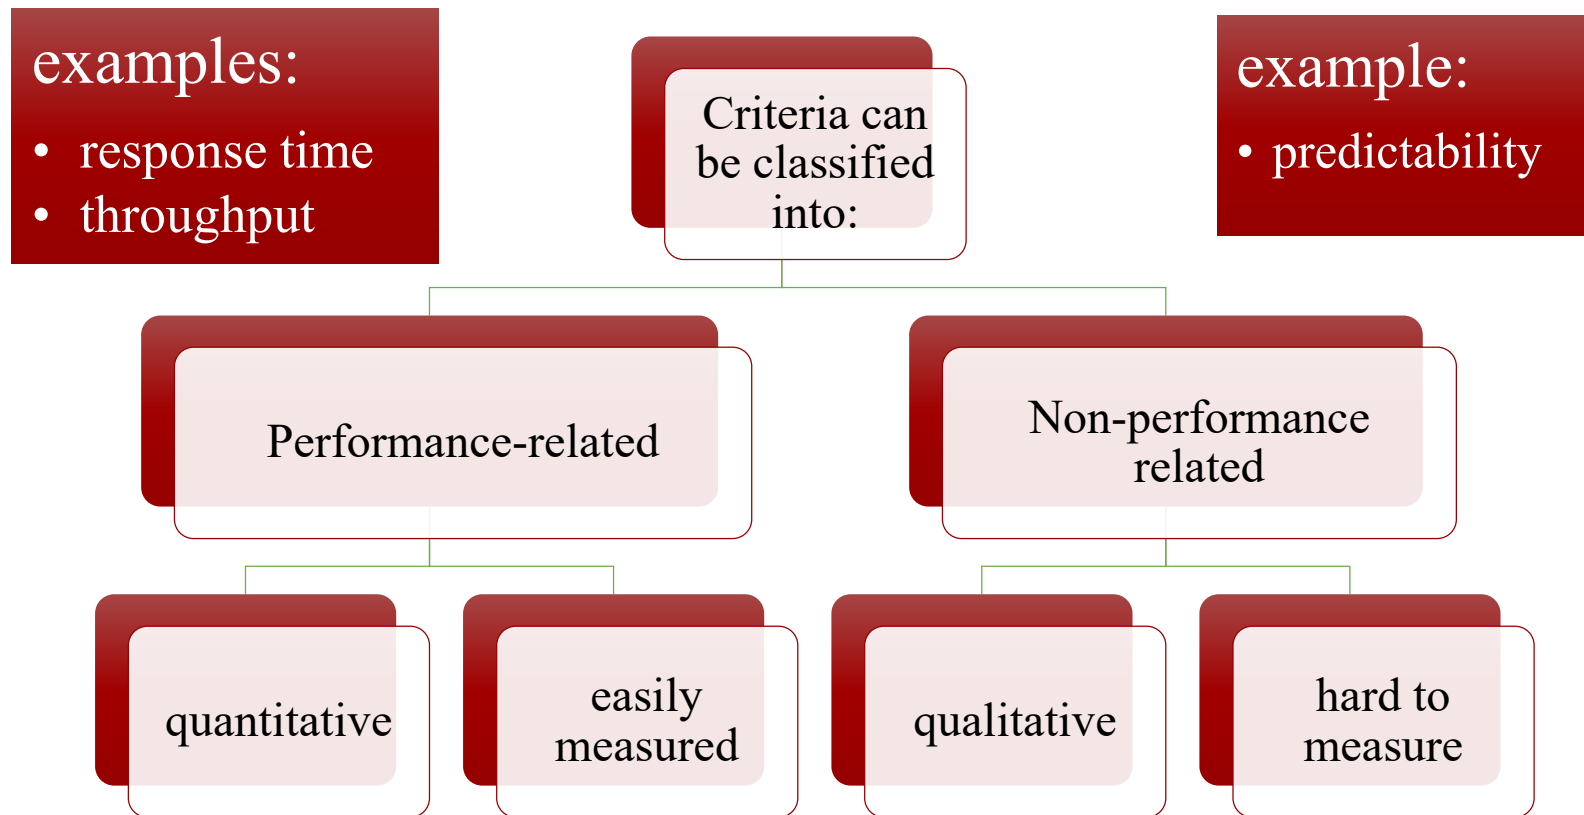 examples:
• response time
• throughput
Criteria can
be classified
into:
example:
• predictability
Performance-related
Non-performance
related
quantitative
easily
measured
qualitative
hard to
measure